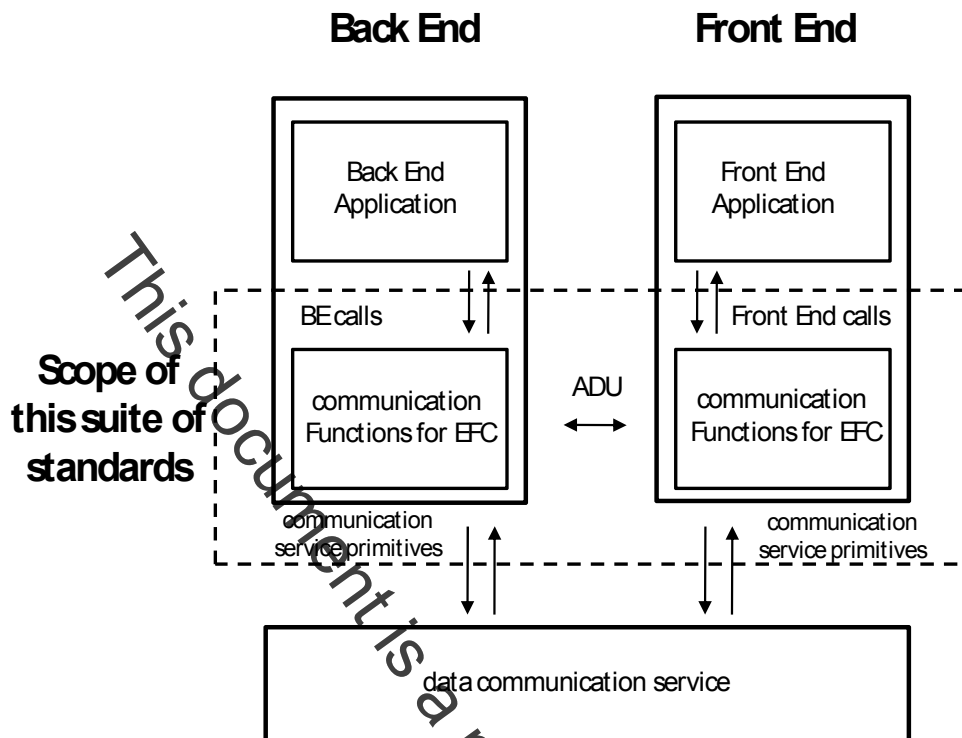 Back End
Front End
Back End
Application
Front End
Application
BE calls
Front End calls
Scope of
this suite of
standards
communication
Functions for EFC
ADU
communication
Functions for EFC
communication
service primitives
communication
service primitives
data communication service
This document is a